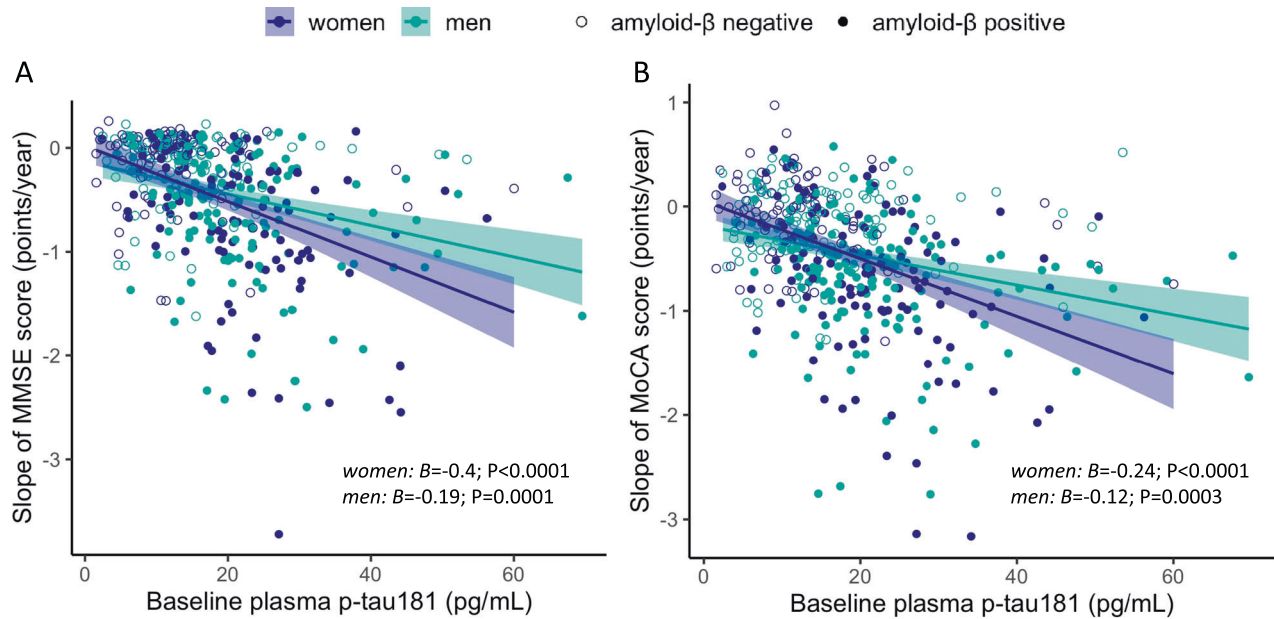 women men amyloid-β negative amyloid-β positive
A
Slope of MMSE score (points/year)
0
-1
-2
-3
women: B=-0.4; P<0.0001
men: B=-0.19; P=0.0001
0 20 40 60
Baseline plasma p-tau181 (pg/mL)
B
Slope of MoCA score (points/year)
1
0
-1
-2
-3
women: B=-0.24; P<0.0001
men: B=-0.12; P=0.0003
0 20 40 60
Baseline plasma p-tau181 (pg/mL)